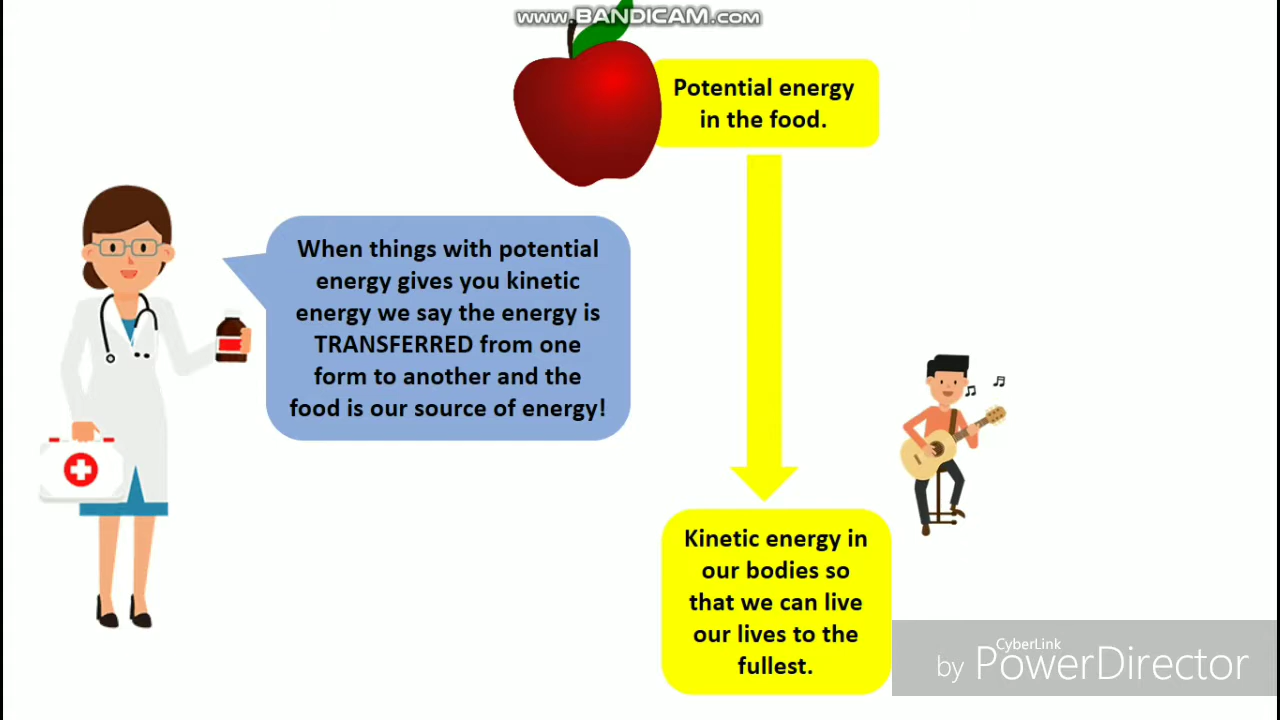 www.BANDICAM.com
Potential energy
in the food.
When things with potential
energy gives you kinetic
energy we say the energy is
TRANSFERRED from one
form to another and the
food is our source of energy!
Kinetic energy in
our bodies so
that we can live
our lives to the
fullest.
CyberLink
by PowerDirector